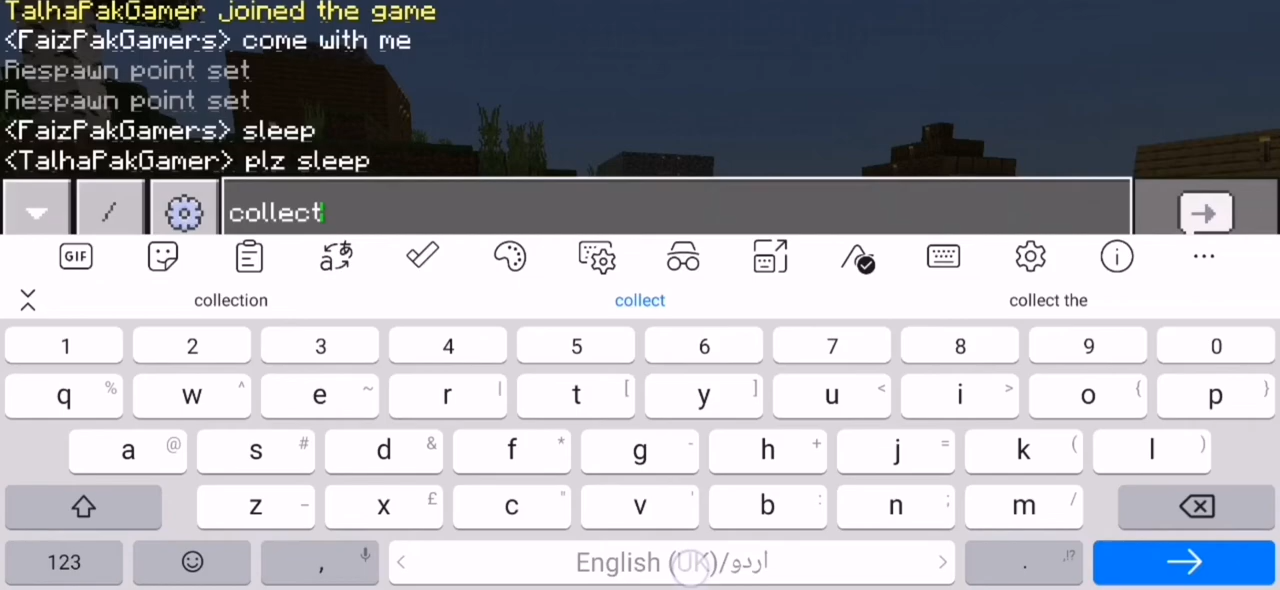 TalhaPakGamer joined the game
<FaizPakGamers> come with me
Respawn point set
Respawn point set
<FaizPakGamers> sleep
<TalhaPakGamer> plz sleep
/ collect
GIF
collection collect collect the
1 2 3 4 5 6 7 8 9 0
q % w ^ e ~ r | t [ y ] u < i > o { p }
a @ s # d & f * g - h + j = k ( l )
z _ x £ c " v ' b : n ; m /
123 , < English (UK)/اردو > . ,!?